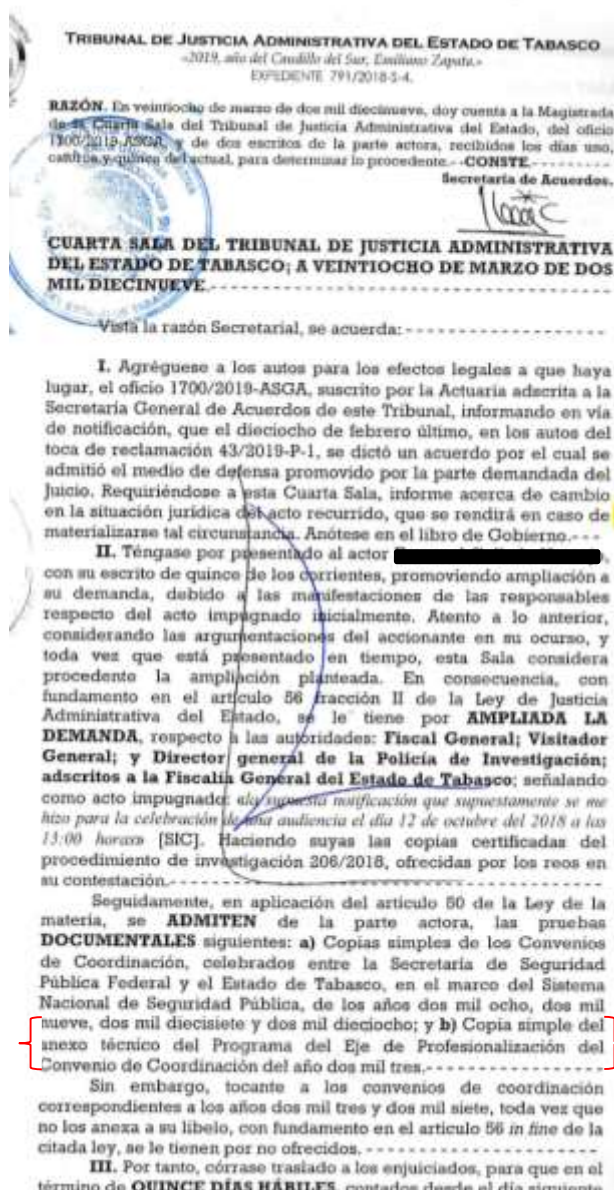 TRIBUNAL DE JUSTICIA ADMINISTRATIVA DEL ESTADO DE TABASCO
«2019, año del Caudillo del Sur, Emiliano Zapata.»
EXPEDIENTE 791/2018-S-4.
RAZÓN. En veintiocho de marzo de dos mil diecinueve, doy cuenta a la Magistrada
de la Cuarta Sala del Tribunal de Justicia Administrativa del Estado, del oficio
1700/2019-ASGA, y de dos escritos de la parte actora, recibidos los días uno,
catorce y quince del actual, para determinar lo procedente.--CONSTE.---------
Secretaria de Acuerdos.
CUARTA SALA DEL TRIBUNAL DE JUSTICIA ADMINISTRATIVA
DEL ESTADO DE TABASCO; A VEINTIOCHO DE MARZO DE DOS
MIL DIECINUEVE.-----------------------------------
Vista la razón Secretarial, se acuerda:------------------
I. Agréguese a los autos para los efectos legales a que haya
lugar, el oficio 1700/2019-ASGA, suscrito por la Actuaria adscrita a la
Secretaría General de Acuerdos de este Tribunal, informando en vía
de notificación, que el dieciocho de febrero último, en los autos del
toca de reclamación 43/2019-P-1, se dictó un acuerdo por el cual se
admitió el medio de defensa promovido por la parte demandada del
Juicio. Requiriéndose a esta Cuarta Sala, informe acerca de cambio
en la situación jurídica del acto recurrido, que se rendirá en caso de
materializarse tal circunstancia. Anótese en el libro de Gobierno.---
II. Téngase por presentado al actor
con su escrito de quince de los corrientes, promoviendo ampliación a
su demanda, debido a las manifestaciones de las responsables
respecto del acto impugnado inicialmente. Atento a lo anterior,
considerando las argumentaciones del accionante en su ocurso, y
toda vez que está presentado en tiempo, esta Sala considera
procedente la ampliación planteada. En consecuencia, con
fundamento en el artículo 56 fracción II de la Ley de Justicia
Administrativa del Estado, se le tiene por AMPLIADA LA
DEMANDA, respecto a las autoridades: Fiscal General; Visitador
General; y Director general de la Policía de Investigación;
adscritos a la Fiscalía General del Estado de Tabasco; señalando
como acto impugnado: «la supuesta notificación que supuestamente se me
hizo para la celebración de una audiencia el día 12 de octubre del 2018 a las
13:00 horas» [SIC]. Haciendo suyas las copias certificadas del
procedimiento de investigación 206/2018, ofrecidas por los reos en
su contestación.-----------------------------------
Seguidamente, en aplicación del artículo 50 de la Ley de la
materia, se ADMITEN de la parte actora, las pruebas
DOCUMENTALES siguientes: a) Copias simples de los Convenios
de Coordinación, celebrados entre la Secretaría de Seguridad
Pública Federal y el Estado de Tabasco, en el marco del Sistema
Nacional de Seguridad Pública, de los años dos mil ocho, dos mil
nueve, dos mil diecisiete y dos mil dieciocho; y b) Copia simple del
anexo técnico del Programa del Eje de Profesionalización del
Convenio de Coordinación del año dos mil tres.---------------
Sin embargo, tocante a los convenios de coordinación
correspondientes a los años dos mil tres y dos mil siete, toda vez que
no los anexa a su libelo, con fundamento en el artículo 56 in fine de la
citada ley, se le tienen por no ofrecidos.--------------------
III. Por tanto, córrase traslado a los enjuiciados, para que en el
término de QUINCE DÍAS HÁBILES, contados desde el día siguiente